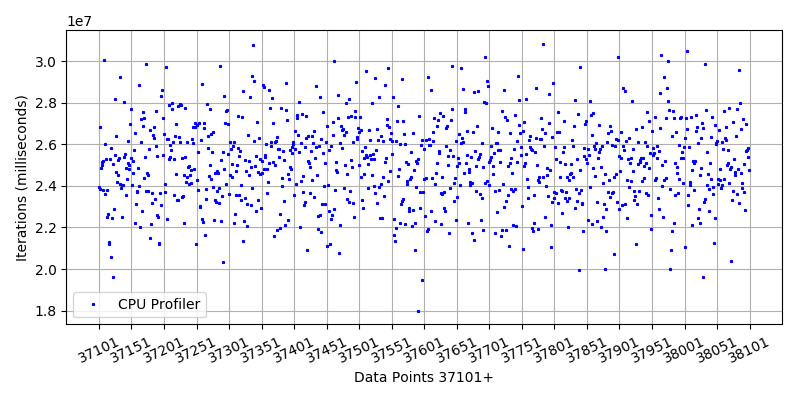 1e7
3.0
2.8
2.6
2.4
2.2
2.0
1.8
Iterations (milliseconds)
CPU Profiler
37101 37151 37201 37251 37301 37351 37401 37451 37501 37551 37601 37651 37701 37751 37801 37851 37901 37951 38001 38051 38101
Data Points 37101+